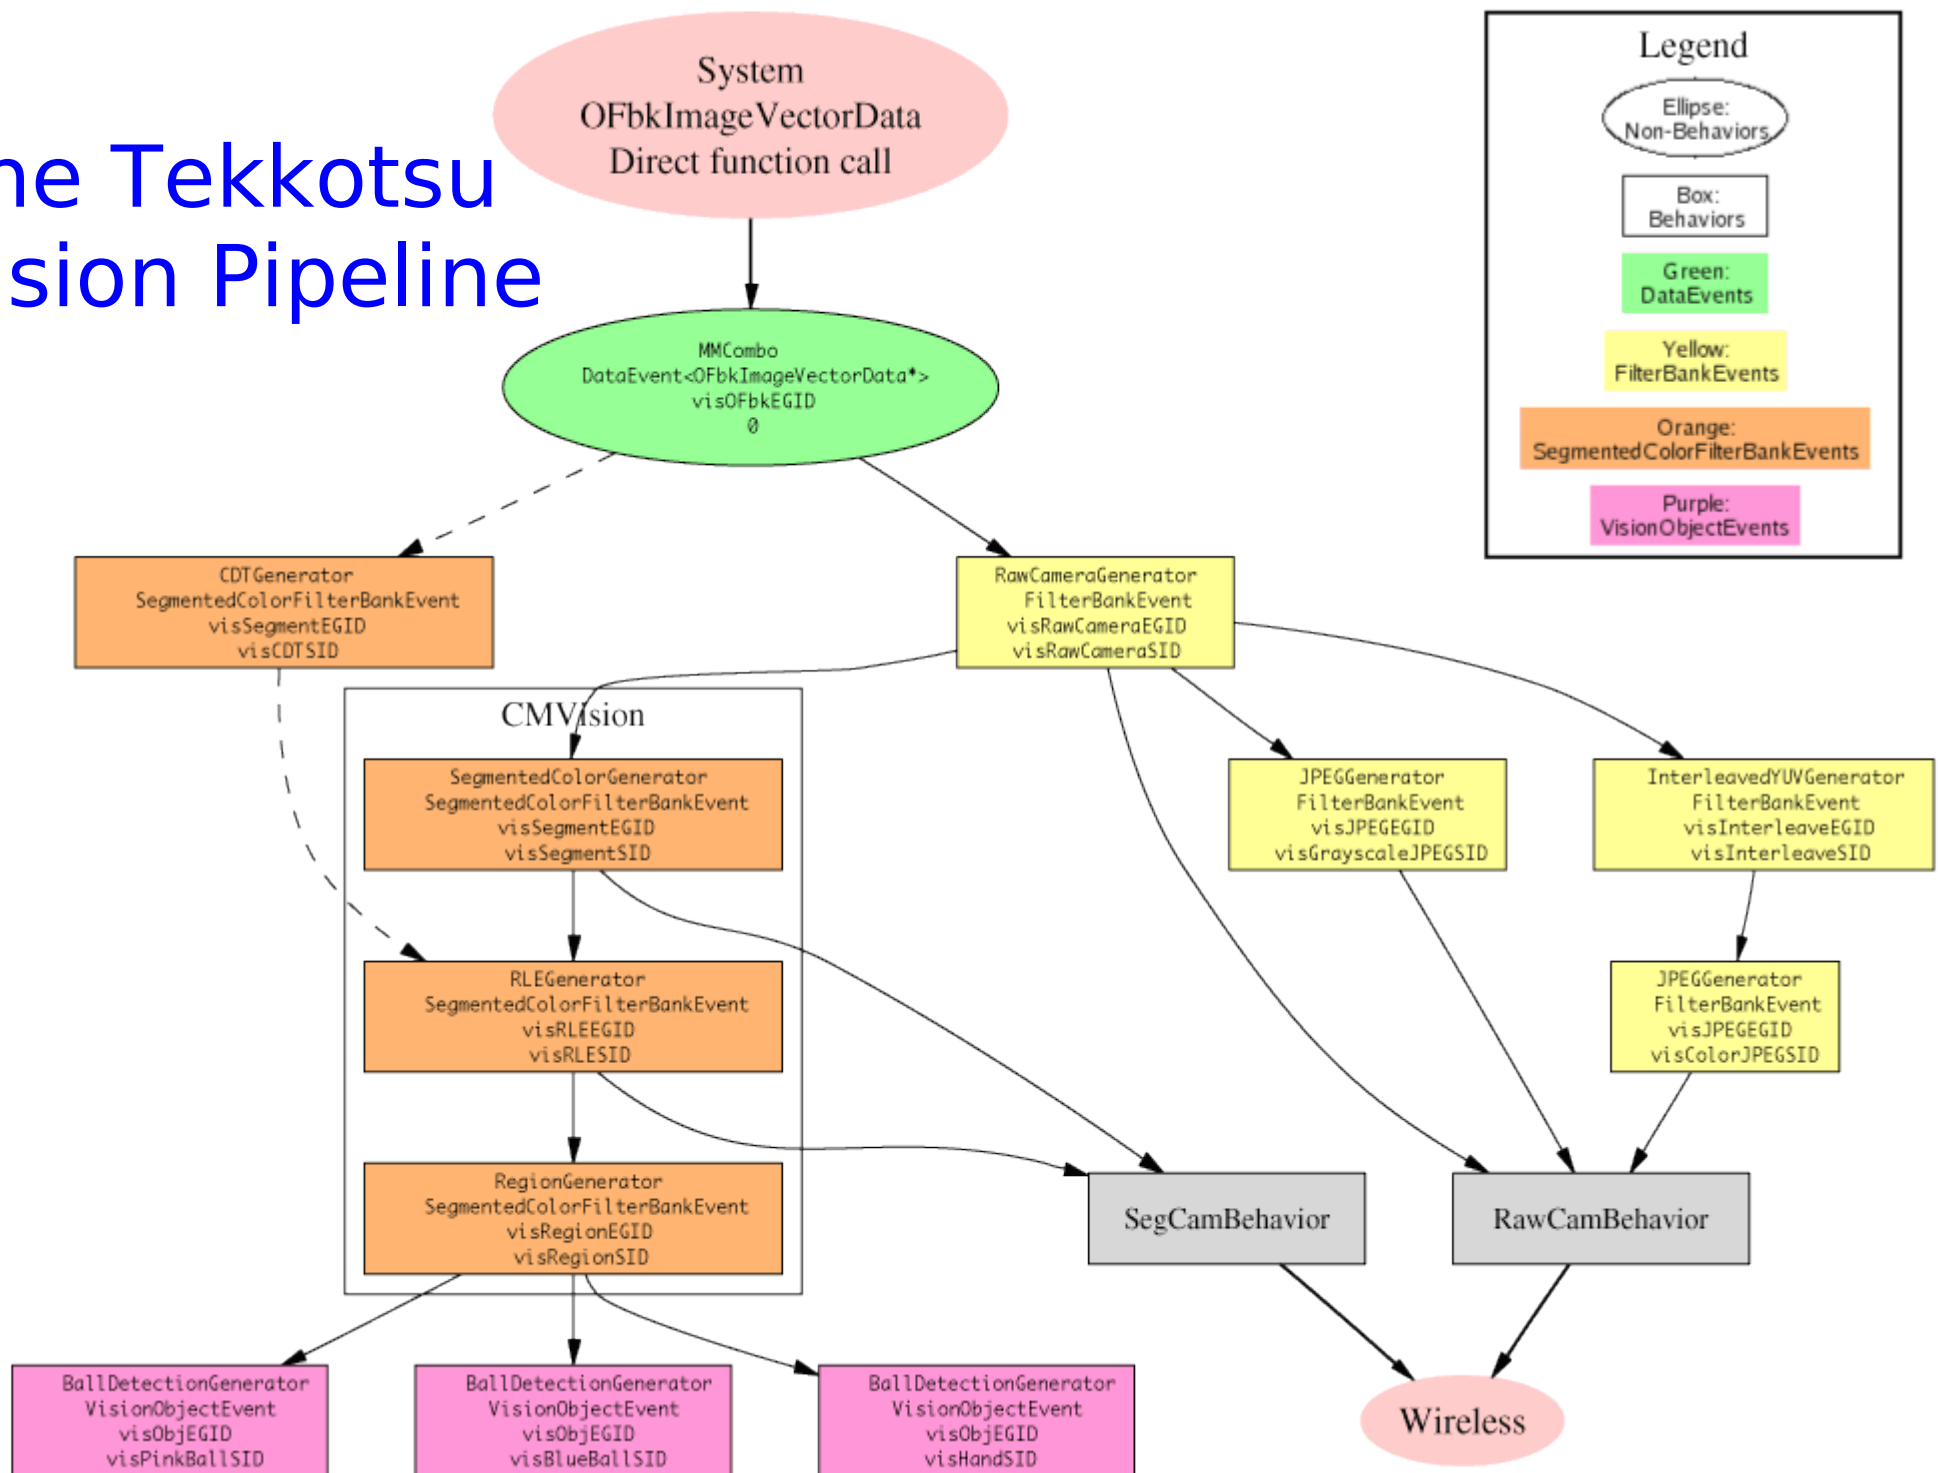 System
OFbkImageVectorData
Direct function call
Tekkotsu
Pipeline
Legend
Ellipse:
Non-Behaviors
Box:
Behaviors
Green:
DataEvents
Yellow:
FilterBankEvents
Orange:
SegmentedColorFilterBankEvents
Purple:
VisionObjectEvents
MMCombo
DataEvent<OFbkImageVectorData*>
visOFbkEGID
0
CDTGenerator
SegmentedColorFilterBankEvent
visSegmentEGID
visCDTSID
RawCameraGenerator
FilterBankEvent
visRawCameraEGID
visRawCameraSID
CMVision
SegmentedColorGenerator
SegmentedColorFilterBankEvent
visSegmentEGID
visSegmentSID
JPEGGenerator
FilterBankEvent
visJPEGEGID
visGrayscaleJPEGSID
InterleavedYUVGenerator
FilterBankEvent
visInterleaveEGID
visInterleaveSID
RLEGenerator
SegmentedColorFilterBankEvent
visRLEEGID
visRLESID
JPEGGenerator
FilterBankEvent
visJPEGEGID
visColorJPEGSID
RegionGenerator
SegmentedColorFilterBankEvent
visRegionEGID
visRegionSID
SegCamBehavior
RawCamBehavior
BallDetectionGenerator
VisionObjectEvent
visObjEGID
visPinkBallSID
BallDetectionGenerator
VisionObjectEvent
visObjEGID
visBlueBallSID
BallDetectionGenerator
VisionObjectEvent
visObjEGID
visHandSID
Wireless